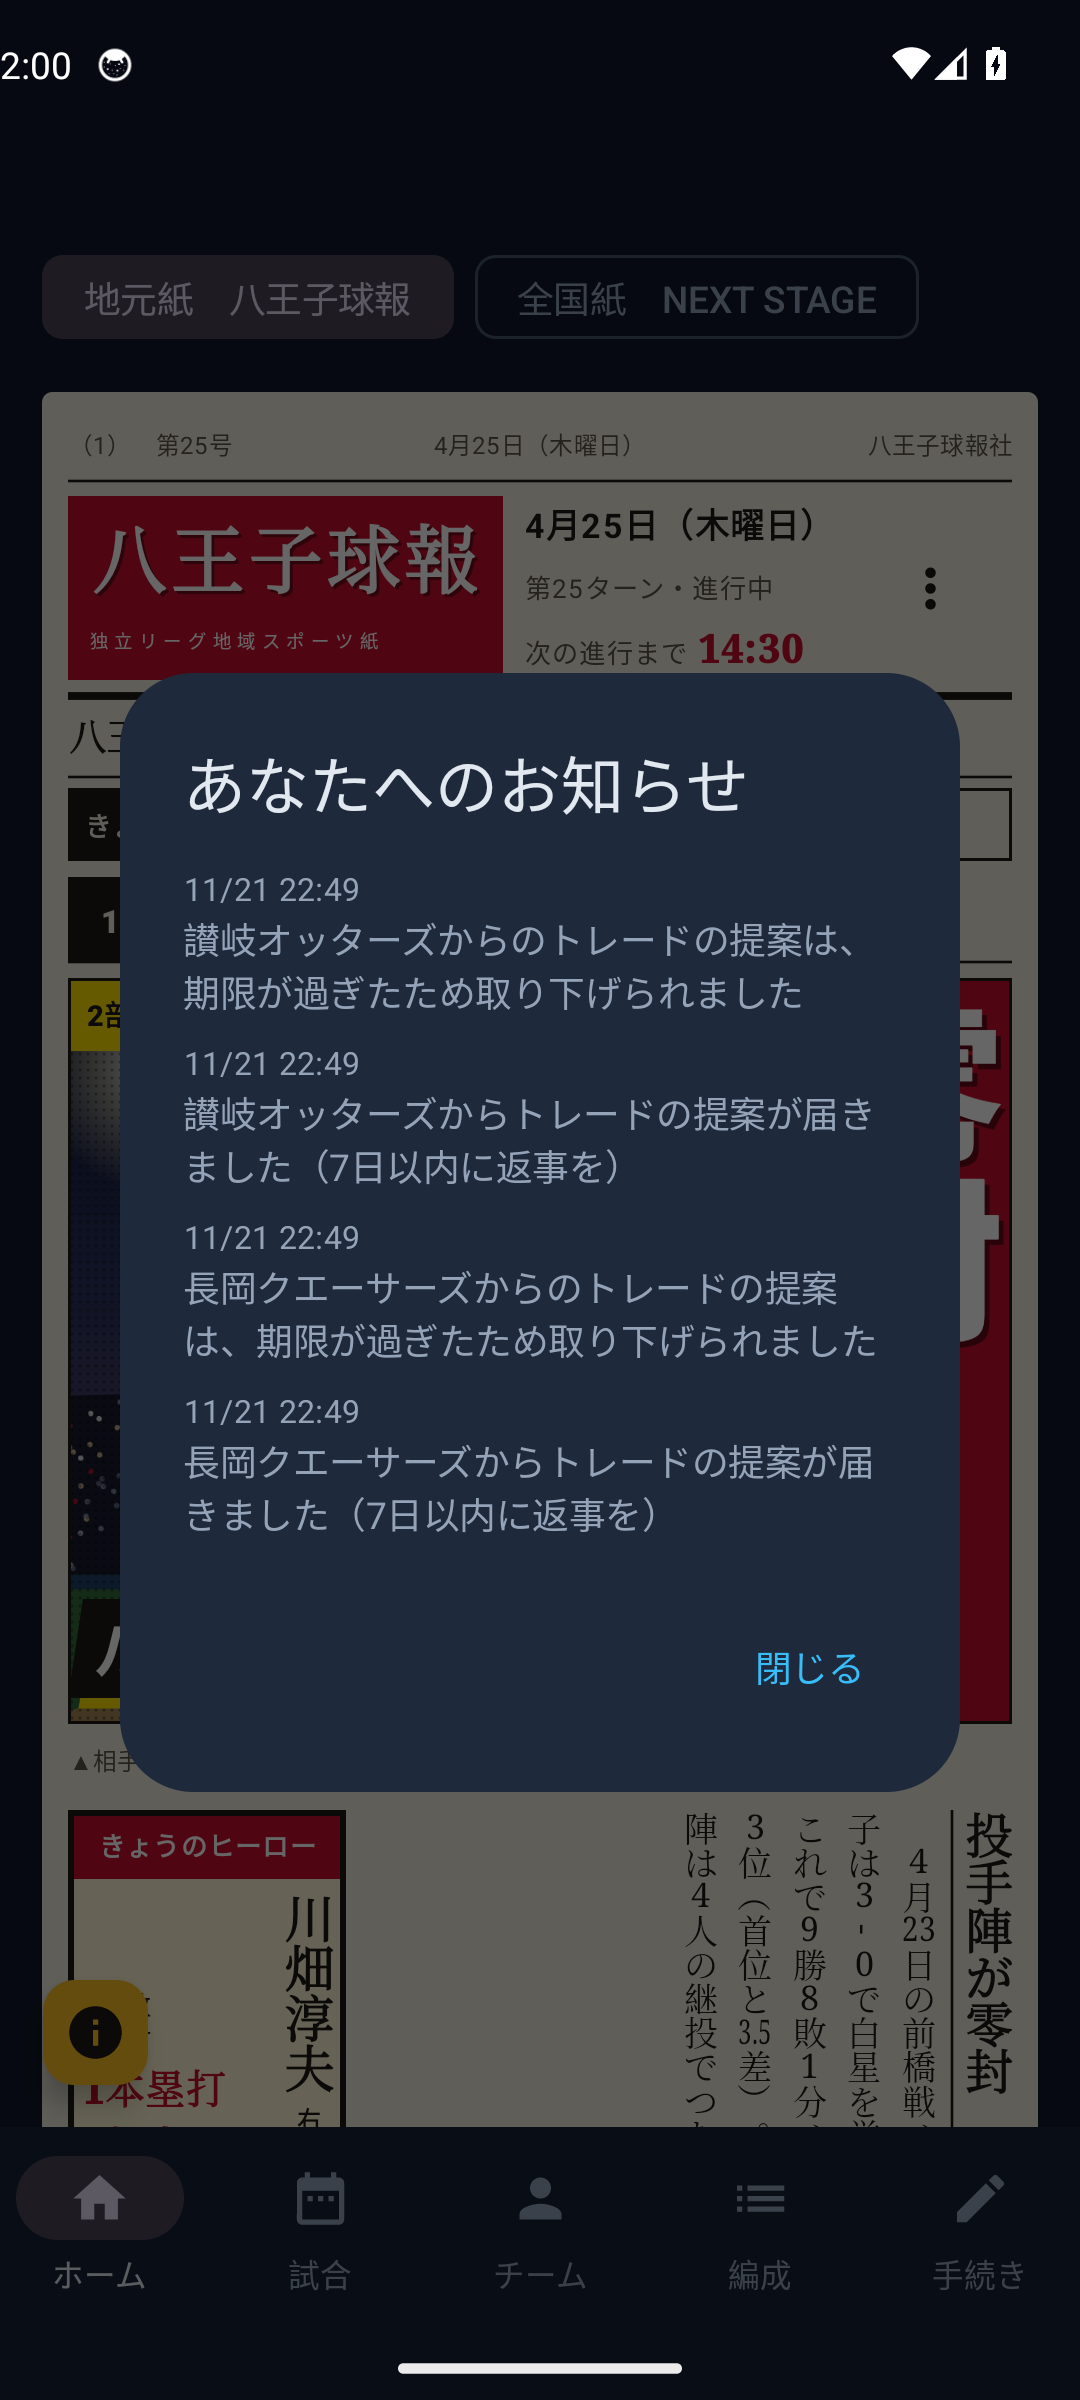 2:00
地元紙　八王子球報
全国紙　NEXT STAGE
（1）　第25号
4月25日（木曜日）
八王子球報社
八王子球報
独立リーグ地域スポーツ紙
4月25日（木曜日）
第25ターン・進行中
次の進行まで 14:30
あなたへのお知らせ
11/21 22:49
讃岐オッターズからのトレードの提案は、
期限が過ぎたため取り下げられました
11/21 22:49
讃岐オッターズからトレードの提案が届き
ました（7日以内に返事を）
11/21 22:49
長岡クエーサーズからのトレードの提案
は、期限が過ぎたため取り下げられました
11/21 22:49
長岡クエーサーズからトレードの提案が届
きました（7日以内に返事を）
閉じる
▲相手
投手陣が零封
4月23日の前橋戦
子は3-0で白星を
これで9勝8敗1分
3位（首位と3.5差）。
陣は4人の継投でつ
きょうのヒーロー
川畑淳夫
右
1本塁打
ホーム
試合
チーム
編成
手続き